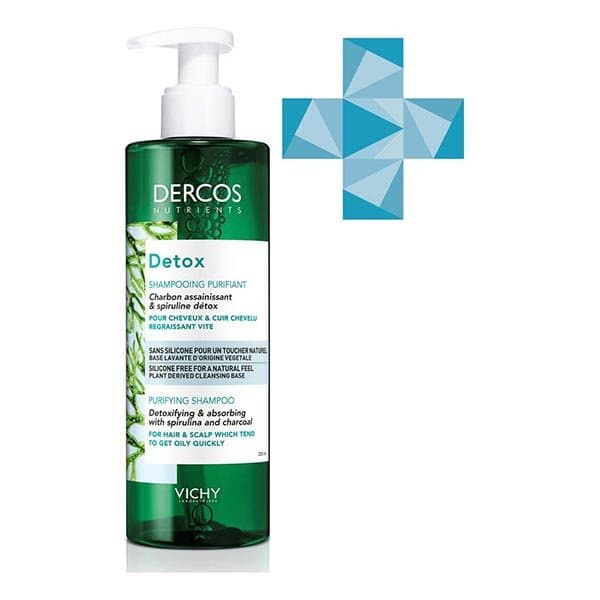 DERCOS
NUTRIENTS
Detox
SHAMPOOING PURIFIANT
Charbon assainissant
& spiruline détox
POUR CHEVEUX & CUIR CHEVELU
REGRAISSANT VITE
SANS SILICONE POUR UN TOUCHER NATUREL
BASE LAVANTE D'ORIGINE VEGETALE
SILICONE FREE FOR A NATURAL FEEL
PLANT DERIVED CLEANSING BASE
PURIFYING SHAMPOO
Detoxifying & absorbing
with spirulina and charcoal
FOR HAIR & SCALP WHICH TEND
TO GET OILY QUICKLY
VICHY
LABORATOIRES